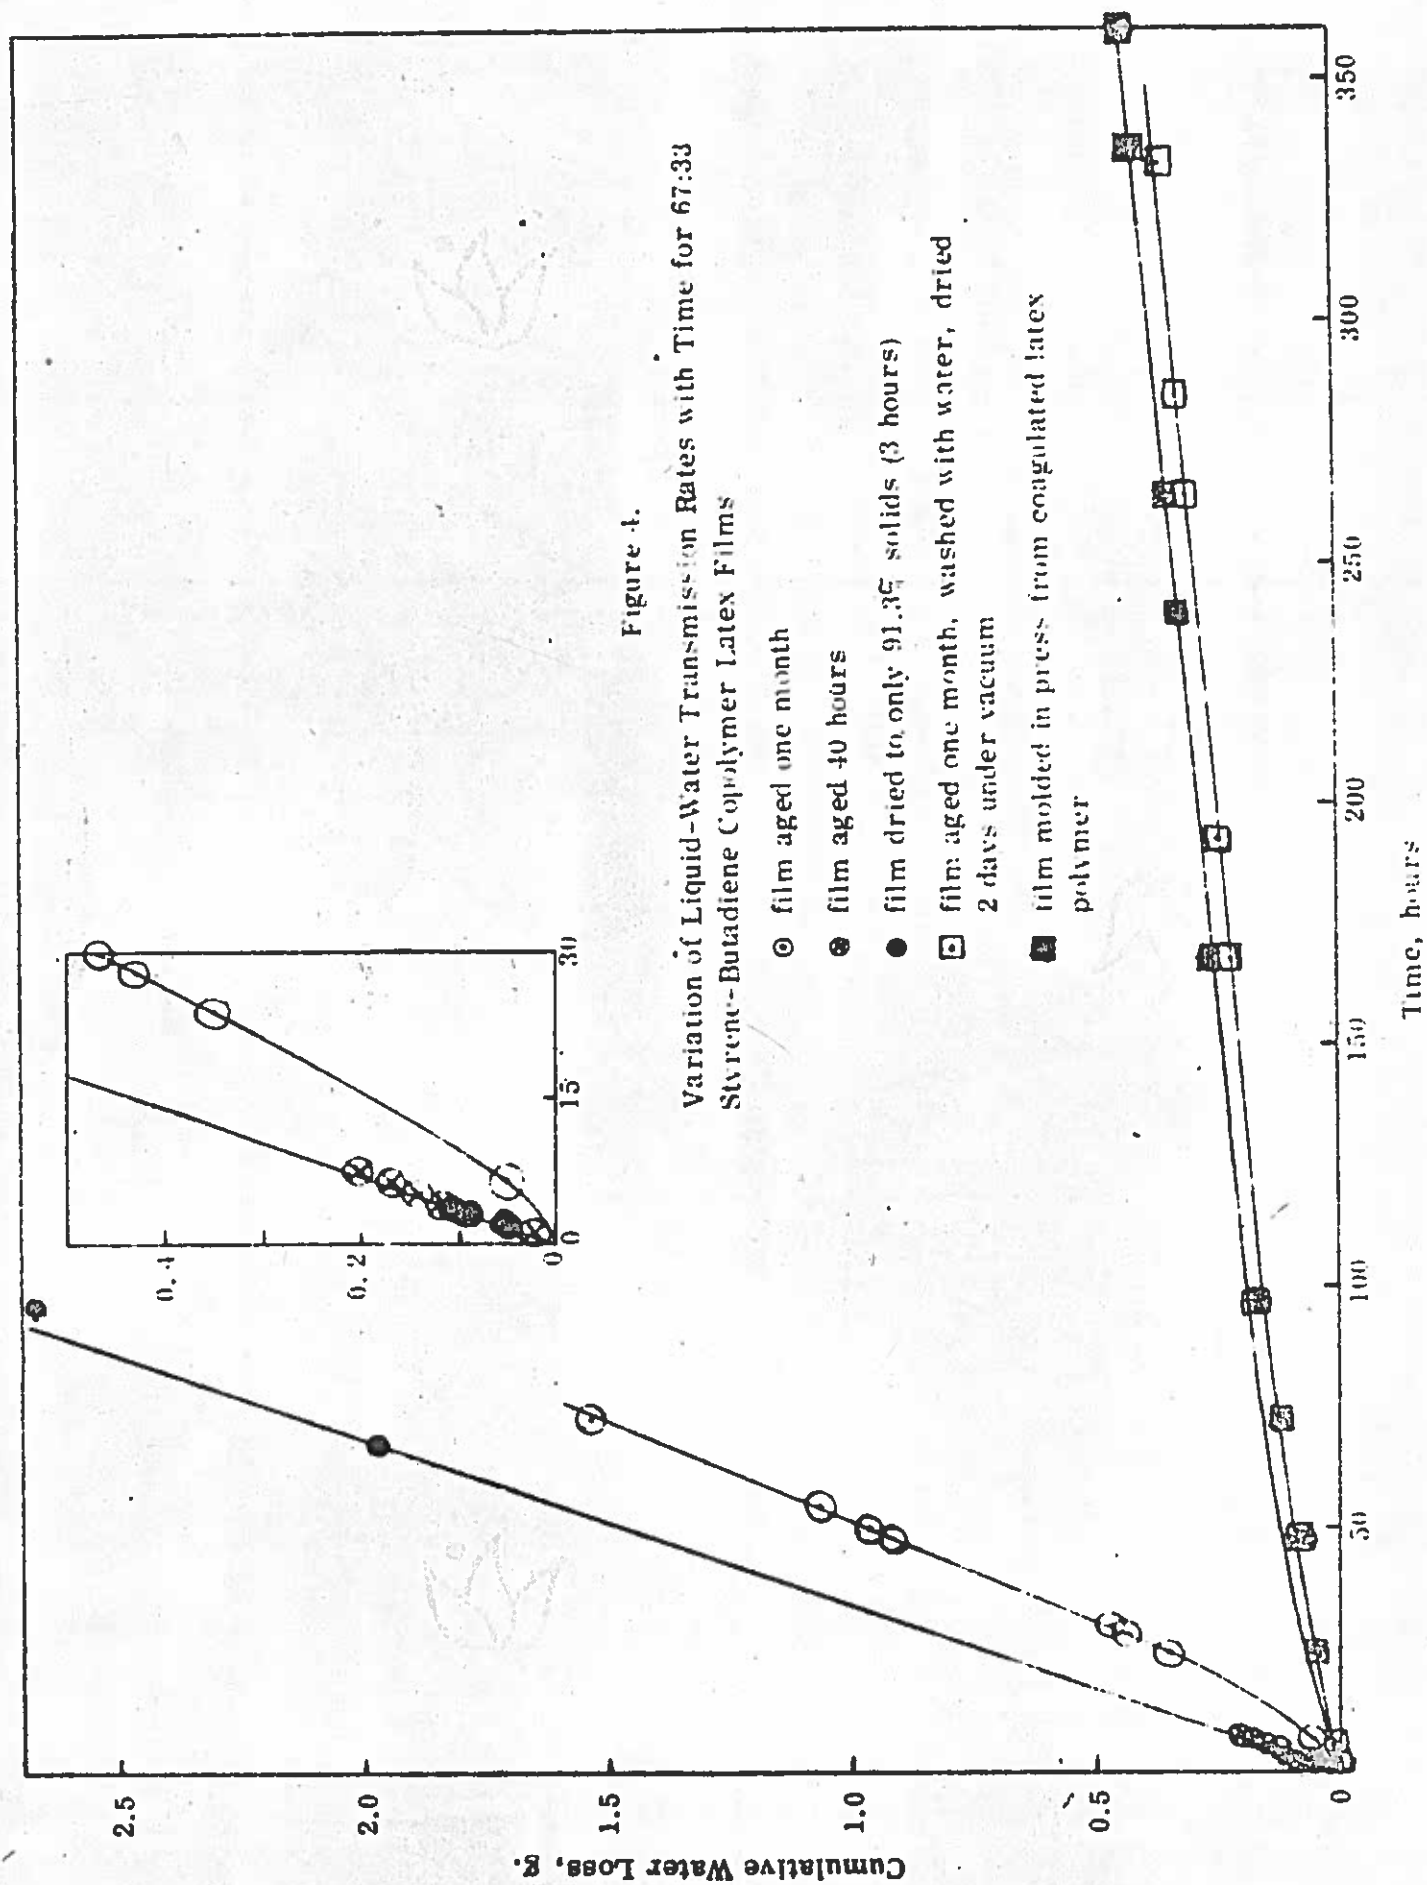 Figure 4.
Variation of Liquid-Water Transmission Rates with Time for 67:33
Styrene-Butadiene Copolymer Latex Films
film aged one month
film aged 40 hours
film dried to only 91.3% solids (3 hours)
film aged one month, washed with water, dried
2 days under vacuum
film molded in press from coagulated latex
polymer
Cumulative Water Loss, g.
2.5
2.0
1.5
1.0
0.5
0
50
100
150
200
250
300
350
Time, hours
0.4
0.2
0
0
15
30